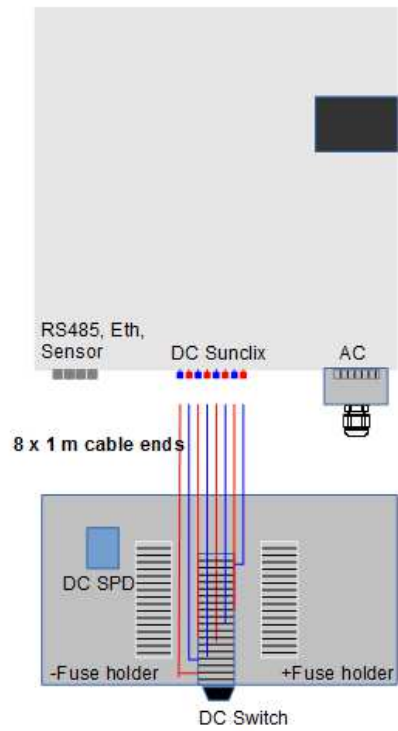 RS485, Eth,
Sensor
DC Sunclix
AC
8 x 1 m cable ends
DC SPD
-Fuse holder
+Fuse holder
DC Switch